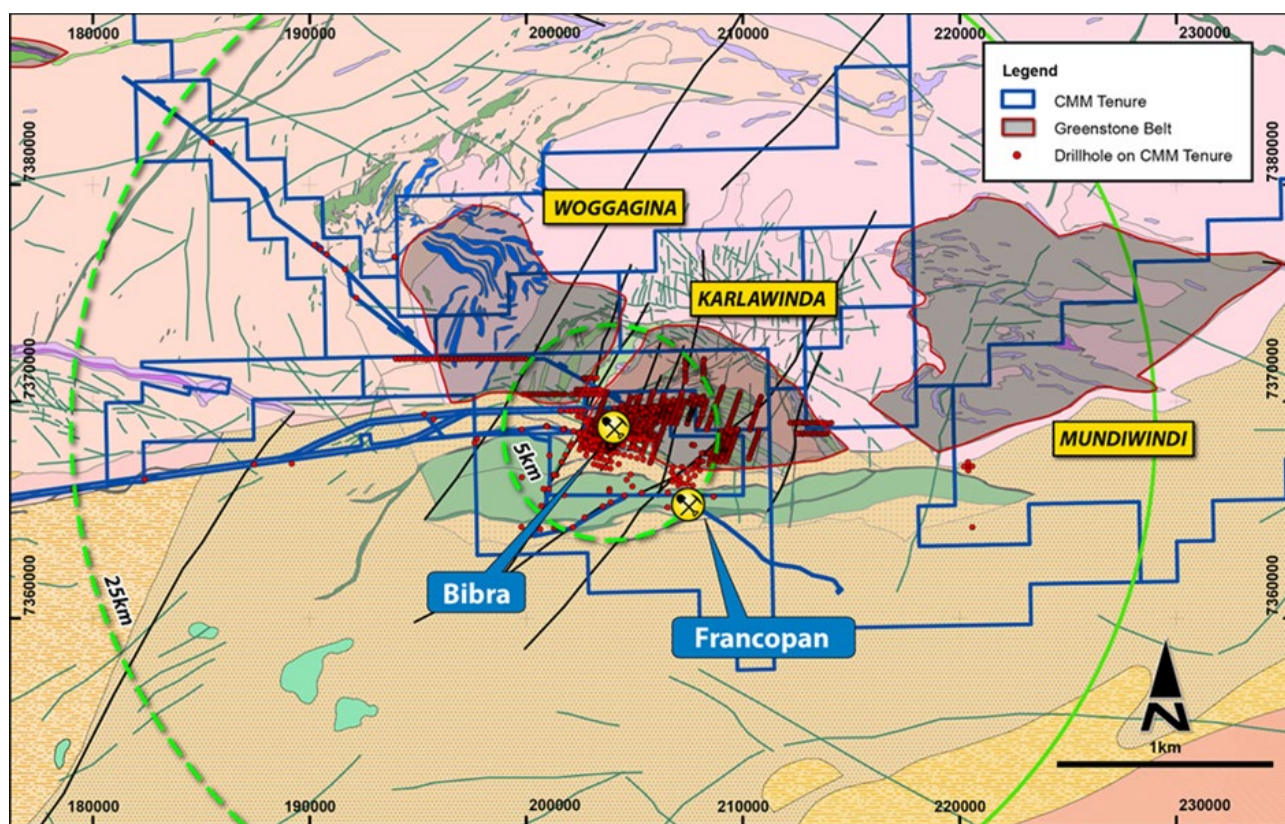 180000 190000 200000 210000 220000 230000
Legend
CMM Tenure
Greenstone Belt
Drillhole on CMM Tenure
7380000
7380000
WOGGAGINA
KARLAWINDA
7370000
7370000
MUNDIWINDI
5km
Bibra
25km
7360000
7360000
Francopan
N
1km
180000 190000 200000 210000 220000 230000